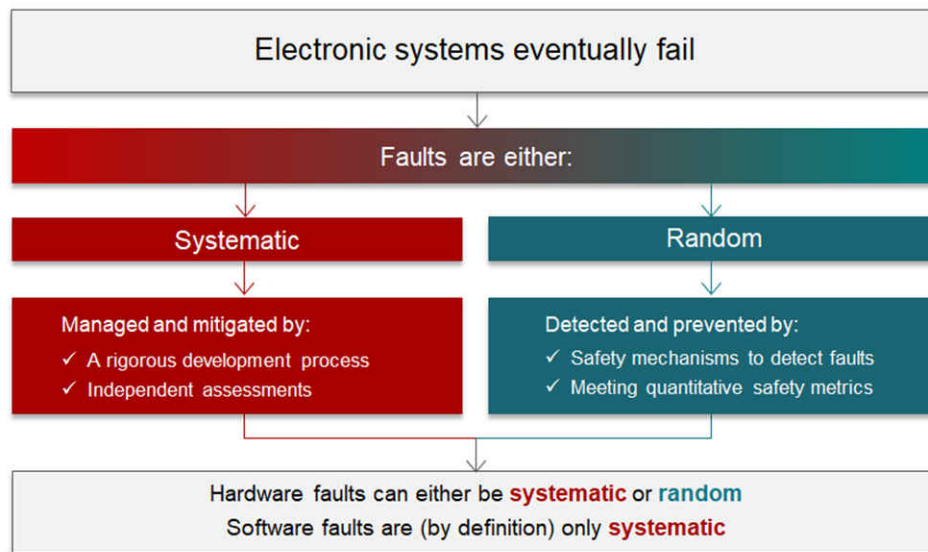 Electronic systems eventually fail
Faults are either:
Systematic
Random
Managed and mitigated by:
✓ A rigorous development process
✓ Independent assessments
Detected and prevented by:
✓ Safety mechanisms to detect faults
✓ Meeting quantitative safety metrics
Hardware faults can either be systematic or random
Software faults are (by definition) only systematic